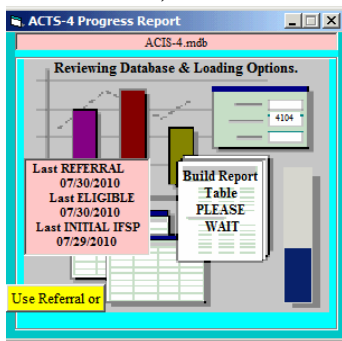 ACTS-4 Progress Report
ACIS-4.mdb
Reviewing Database & Loading Options.
4104
Last REFERRAL
07/30/2010
Last ELIGIBLE
07/30/2010
Last INITIAL IFSP
07/29/2010
Build Report
Table
PLEASE
WAIT
Use Referral or